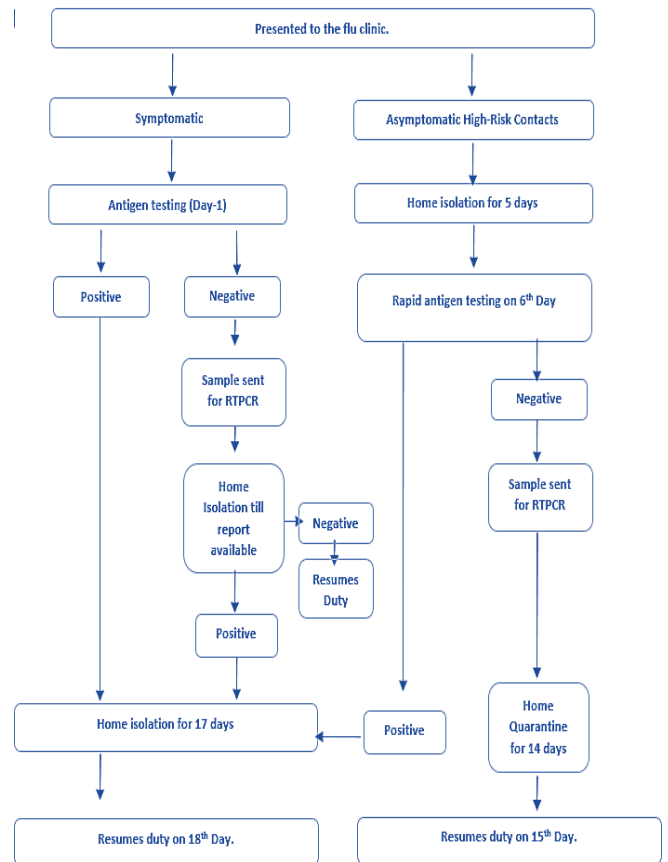 Presented to the flu clinic.
Symptomatic
Asymptomatic High-Risk Contacts
Antigen testing (Day-1)
Home isolation for 5 days
Positive
Negative
Rapid antigen testing on 6th Day
Sample sent
for RTPCR
Negative
Home
Isolation till
report
available
Negative
Sample sent
for RTPCR
Resumes
Duty
Positive
Home isolation for 17 days
Positive
Home
Quarantine
for 14 days
Resumes duty on 18th Day.
Resumes duty on 15th Day.